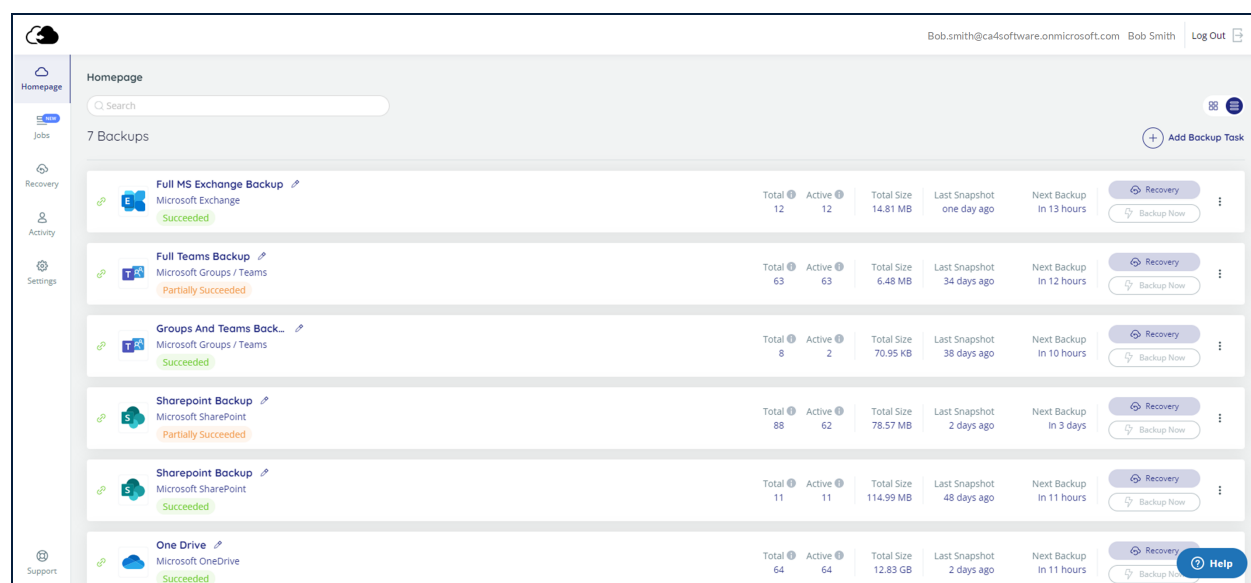 Bob.smith@ca4software.onmicrosoft.com Bob Smith Log Out
Homepage
Homepage
Search
NEW
Jobs
7 Backups
Add Backup Task
Recovery
Activity
Settings
Support
Full MS Exchange Backup
Microsoft Exchange
Succeeded
Total Active Total Size Last Snapshot Next Backup
12 12 14.81 MB one day ago In 13 hours
Recovery
Backup Now
Full Teams Backup
Microsoft Groups / Teams
Partially Succeeded
Total Active Total Size Last Snapshot Next Backup
63 63 6.48 MB 34 days ago In 12 hours
Recovery
Backup Now
Groups And Teams Back...
Microsoft Groups / Teams
Succeeded
Total Active Total Size Last Snapshot Next Backup
8 2 70.95 KB 38 days ago In 10 hours
Recovery
Backup Now
Sharepoint Backup
Microsoft SharePoint
Partially Succeeded
Total Active Total Size Last Snapshot Next Backup
88 62 78.57 MB 2 days ago In 3 days
Recovery
Backup Now
Sharepoint Backup
Microsoft SharePoint
Succeeded
Total Active Total Size Last Snapshot Next Backup
11 11 114.99 MB 48 days ago In 11 hours
Recovery
Backup Now
One Drive
Microsoft OneDrive
Succeeded
Total Active Total Size Last Snapshot Next Backup
64 64 12.83 GB 2 days ago In 11 hours
Recovery
Backup Now
Help